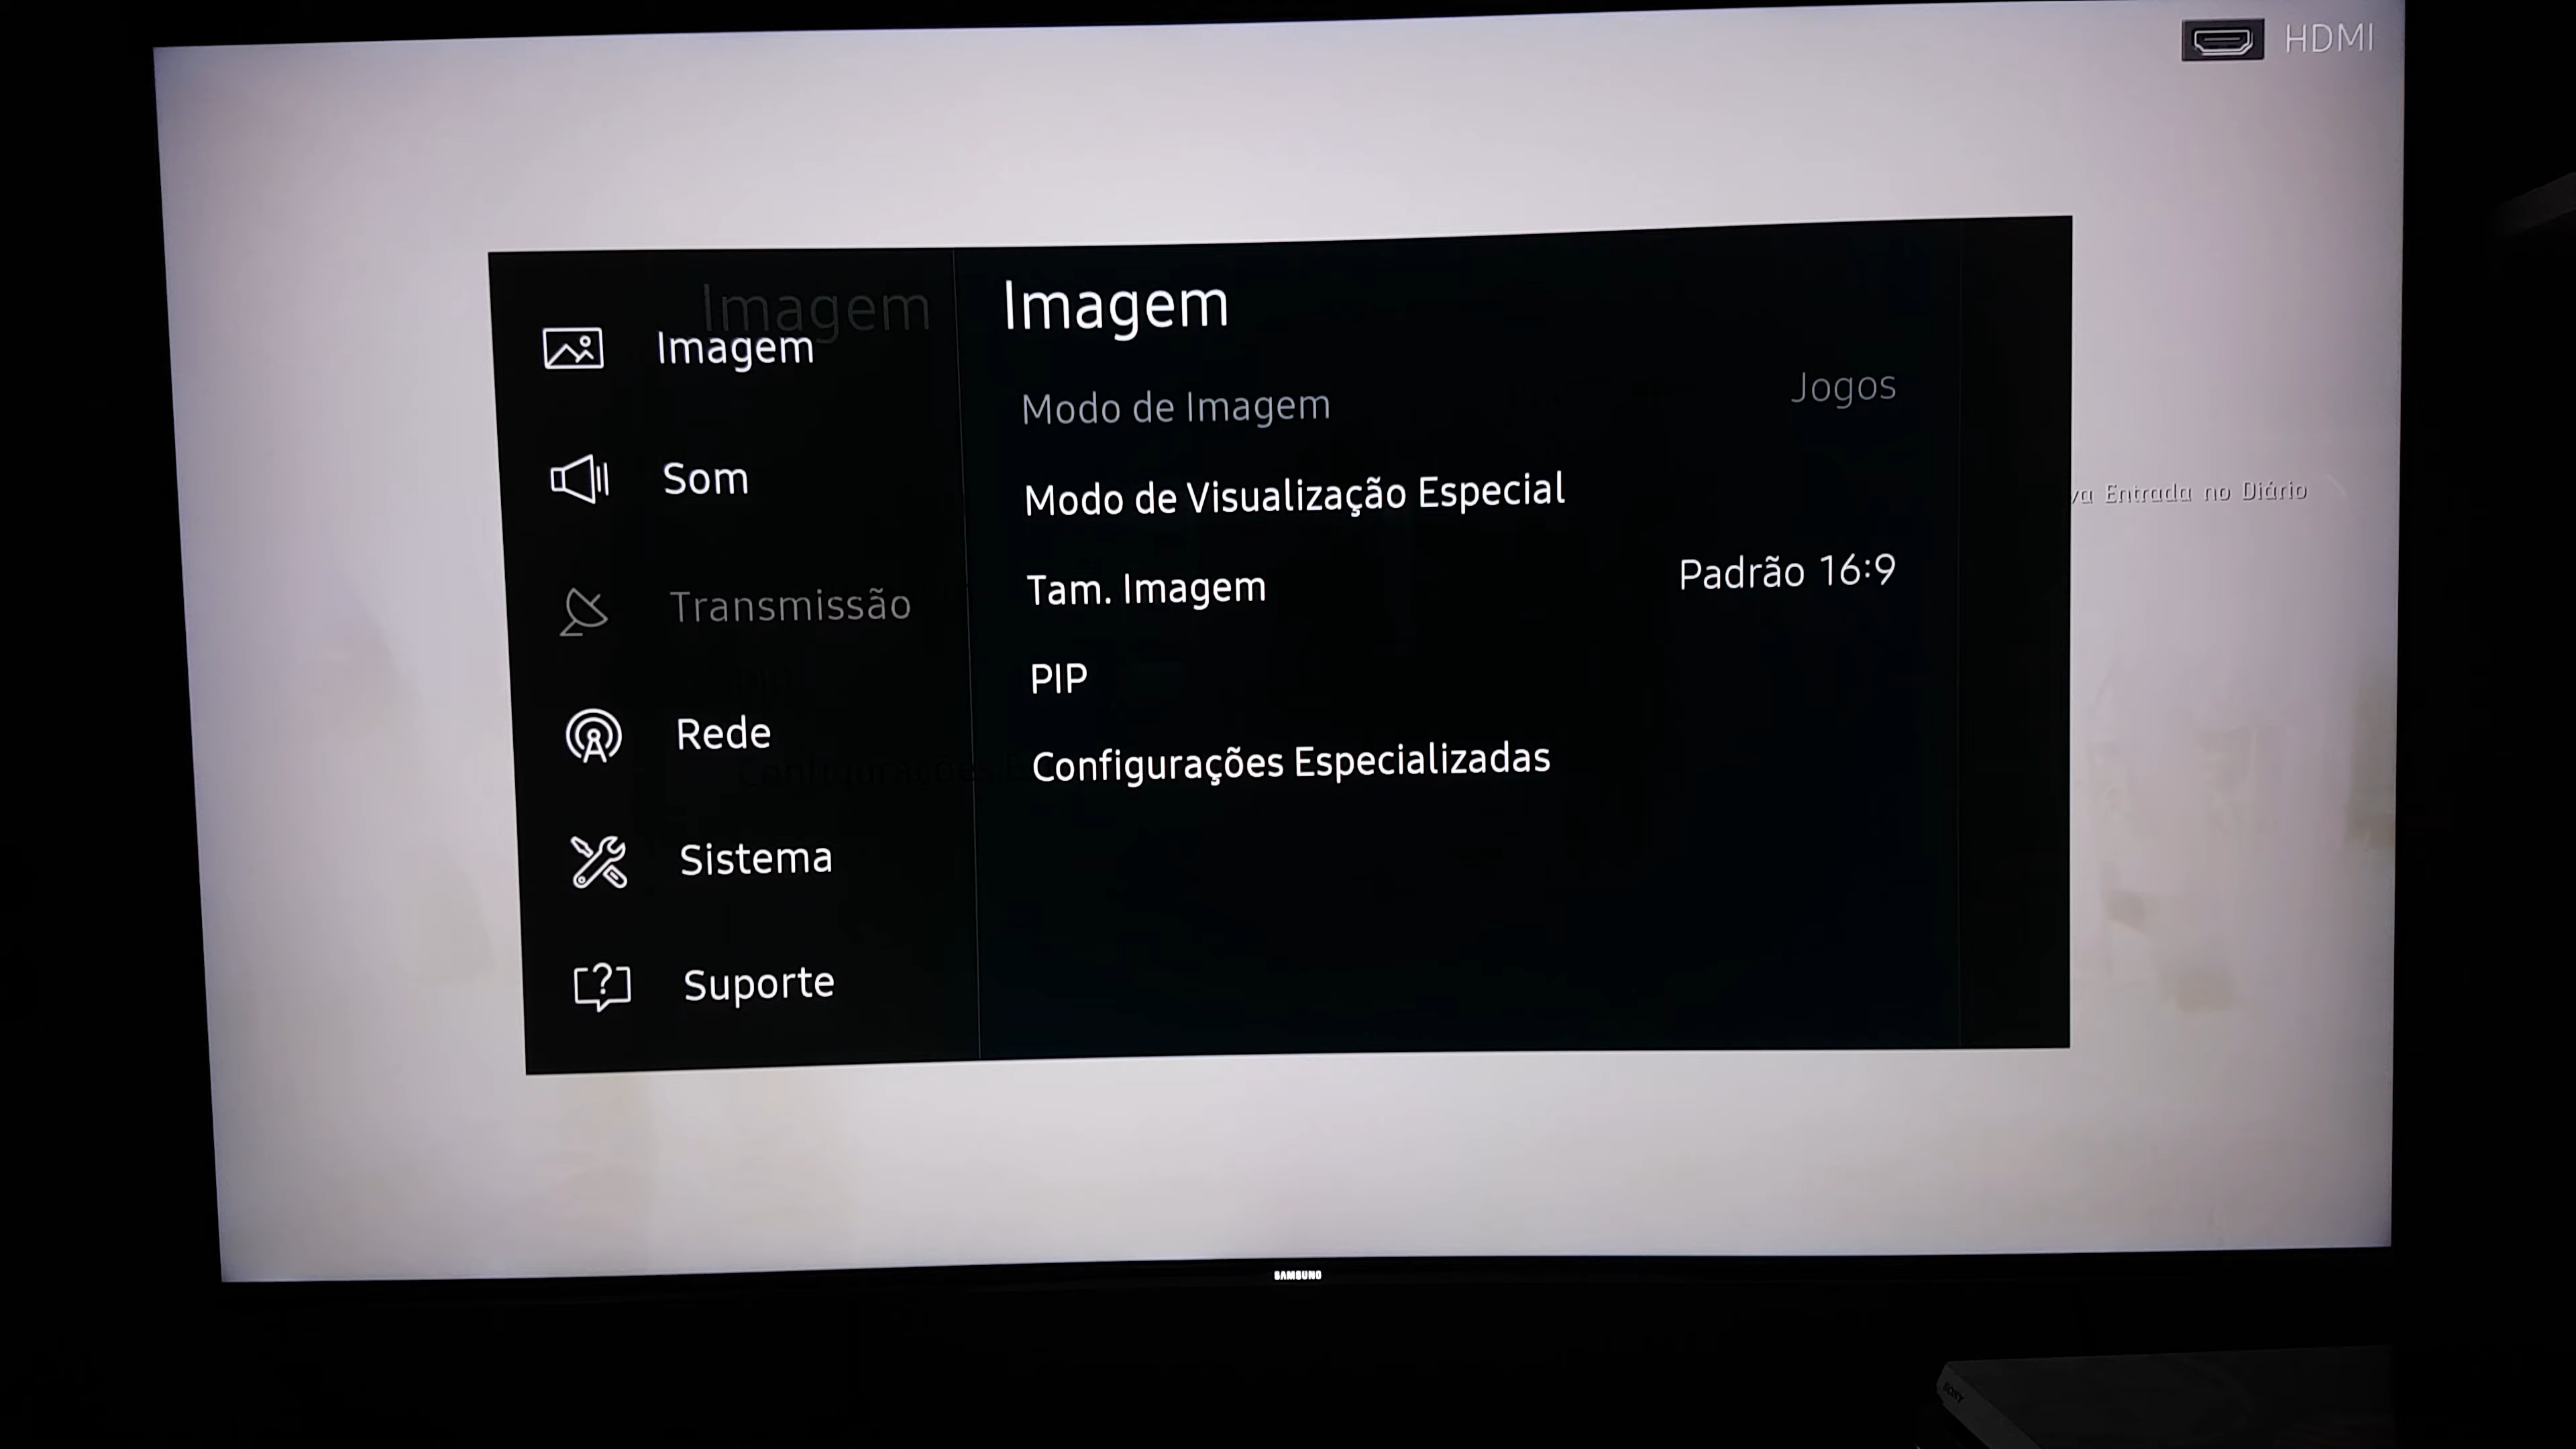 HDMI
Imagem
Som
Transmissão
Rede
Sistema
Suporte
Imagem
Imagem
Modo de Imagem Jogos
Modo de Visualização Especial
Tam. Imagem Padrão 16:9
PIP
Configurações Especializadas
Entrada no Diário
SAMSUNG
SONY